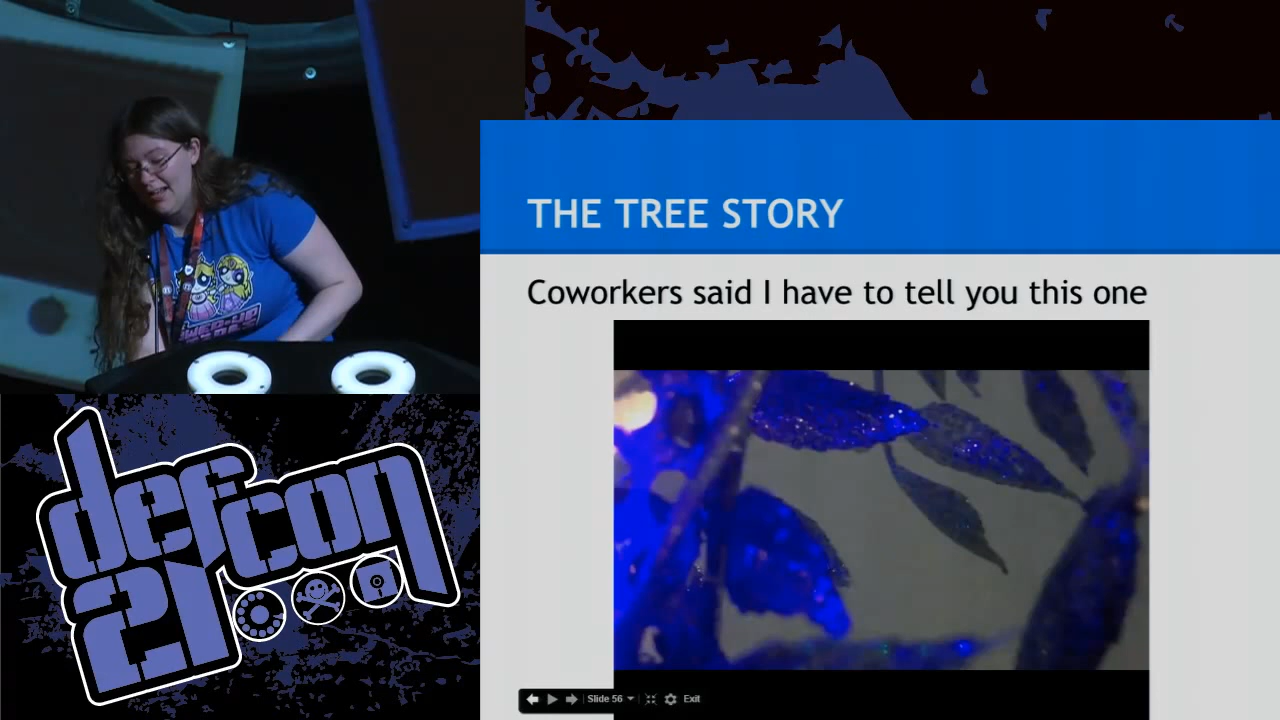 THE TREE STORY
Coworkers said I have to tell you this one
defcon
21
Slide 56
Exit